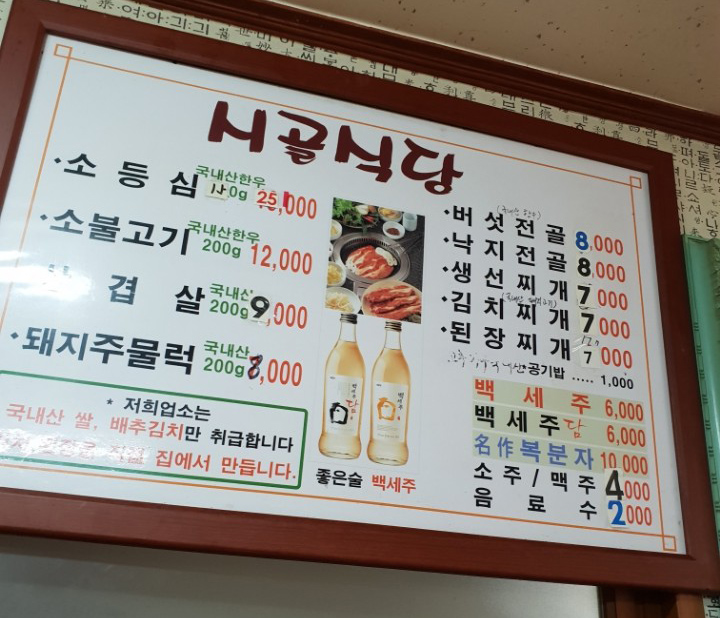 시골식당
·소 등 심 국내산한우 0g 25,000
·소불고기 국내산한우 200g 12,000
겹 살 국내산 200g 9,000
·돼지주물럭 국내산 200g 8,000
* 저희업소는
국내산 쌀, 배추김치만 취급합니다
집에서 만듭니다.
좋은술 백세주
·버섯전골 8,000
·낙지전골 8,000
·생선찌개 7,000
·김치찌개 7,000
·된장찌개 7,000
공기밥 ..... 1,000
백 세 주 6,000
백 세 주 담 6,000
名作 복분자 10,000
소 주 / 맥 주 4,000
음 료 수 2,000